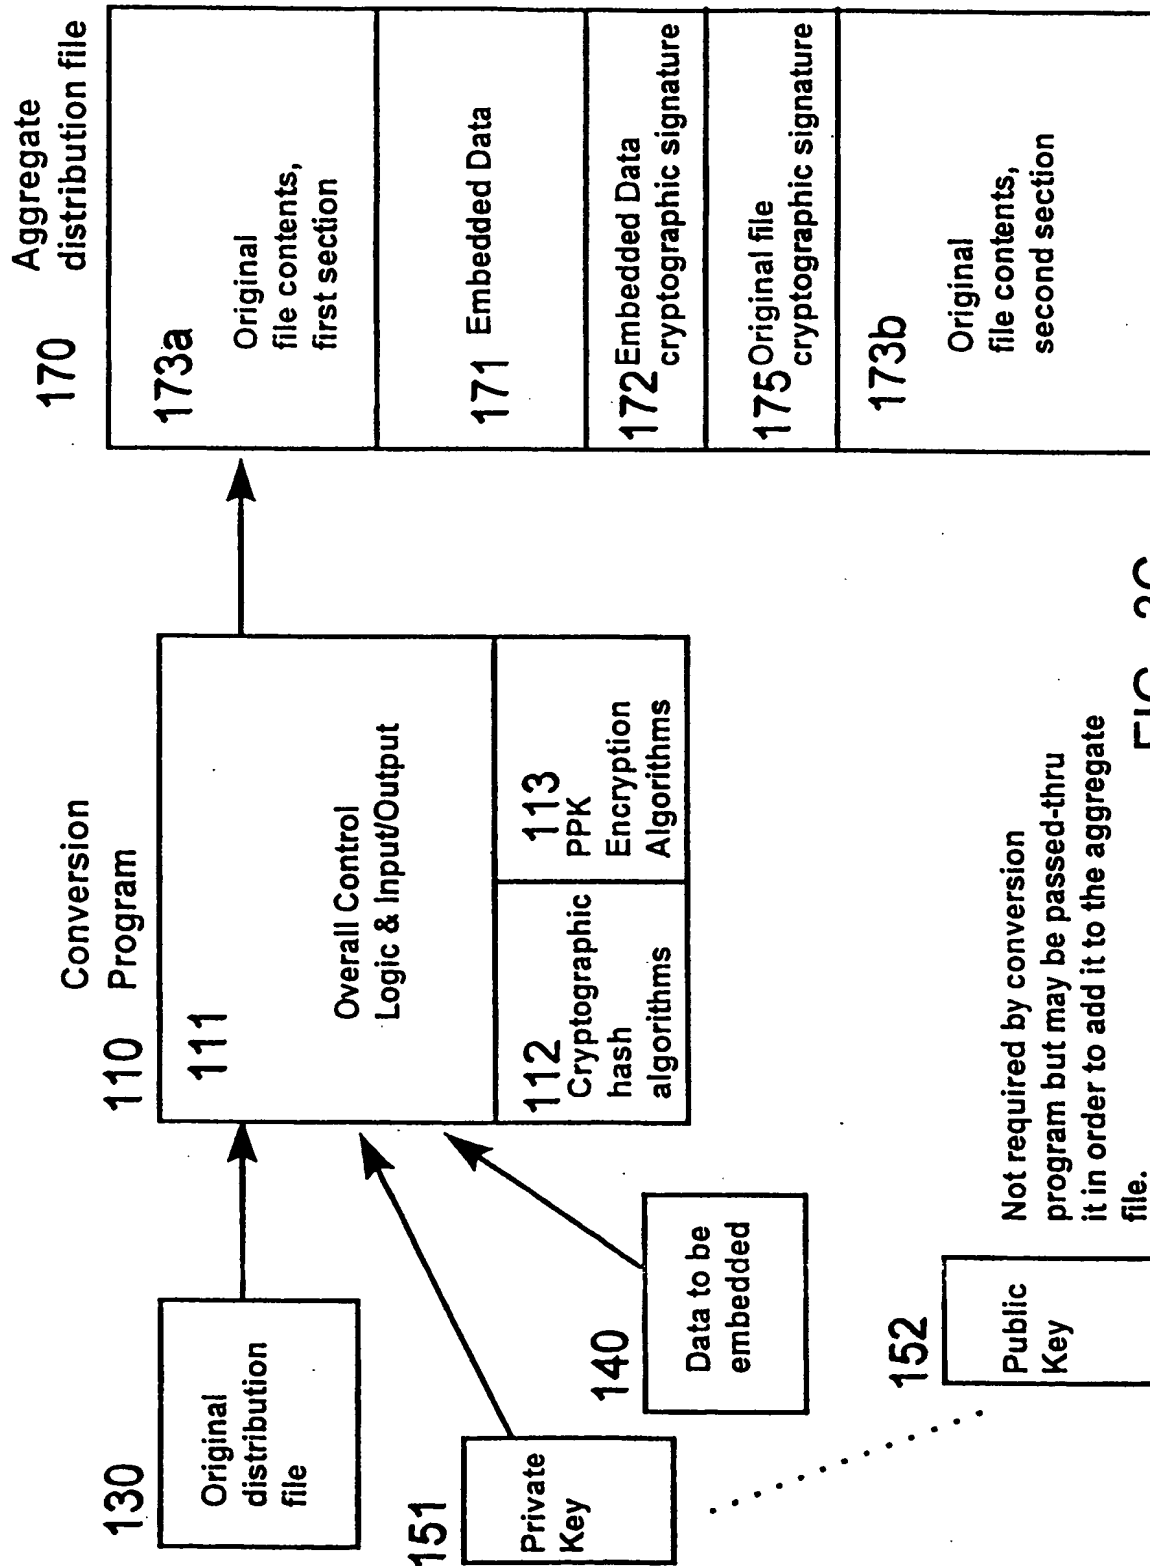 130
Original
distribution
file
151
Private
Key
140
Data to be
embedded
152
Public
Key
Not required by conversion
program but may be passed-thru
it in order to add it to the aggregate
file.
Conversion
110 Program
111
Overall Control
Logic & Input/Output
112
Cryptographic
hash
algorithms
113
PPK
Encryption
Algorithms
170
Aggregate
distribution file
173a
Original
file contents,
first section
171 Embedded Data
172 Embedded Data
cryptographic signature
175 Original file
cryptographic signature
173b
Original
file contents,
second section